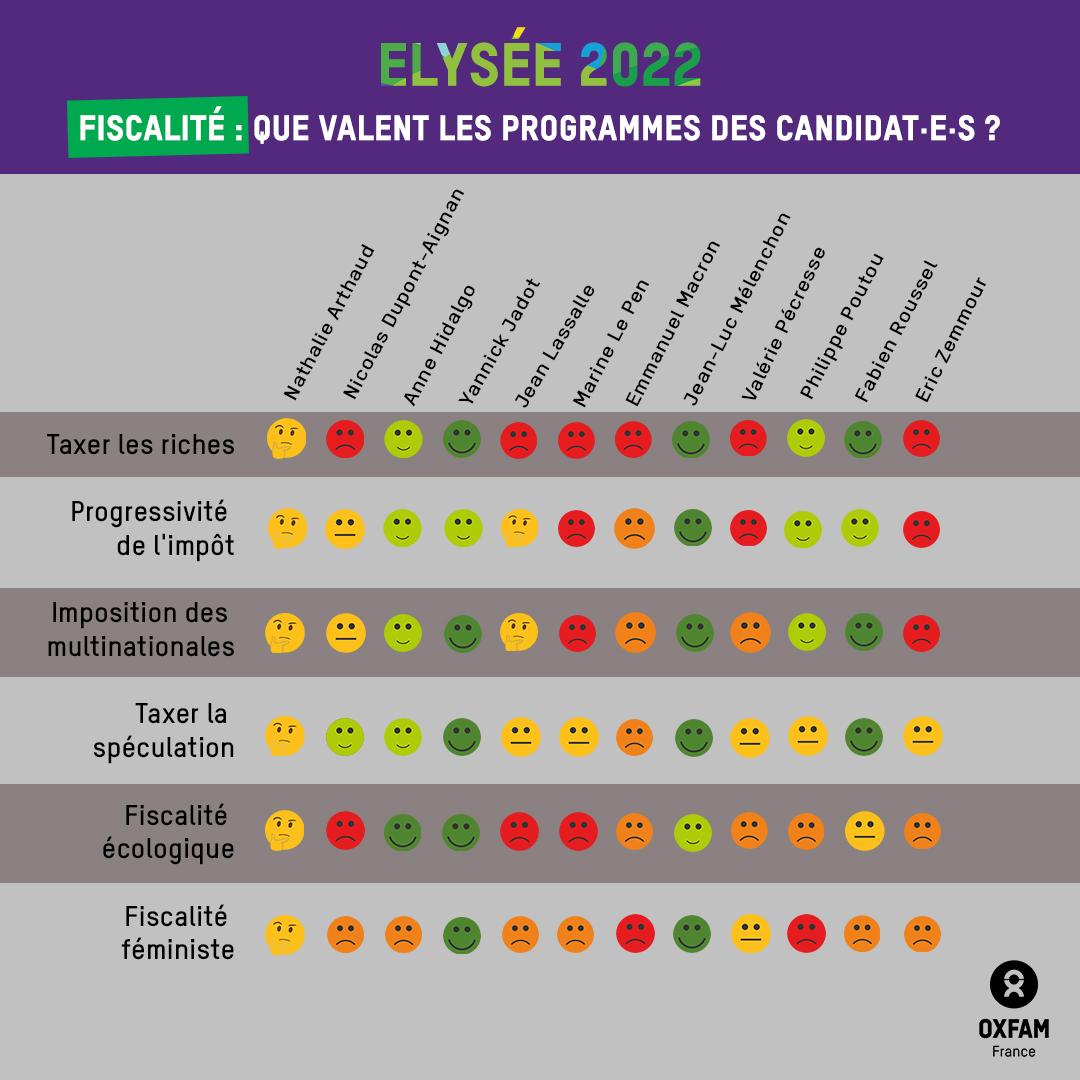 ELYSÉE 2022
FISCALITÉ : QUE VALENT LES PROGRAMMES DES CANDIDAT·E·S ?
Nathalie Arthaud
Nicolas Dupont-Aignan
Anne Hidalgo
Yannick Jadot
Jean Lassalle
Marine Le Pen
Emmanuel Macron
Jean-Luc Mélenchon
Valérie Pécresse
Philippe Poutou
Fabien Roussel
Eric Zemmour
Taxer les riches
Progressivité
de l'impôt
Imposition des
multinationales
Taxer la
spéculation
Fiscalité
écologique
Fiscalité
féministe
OXFAM
France